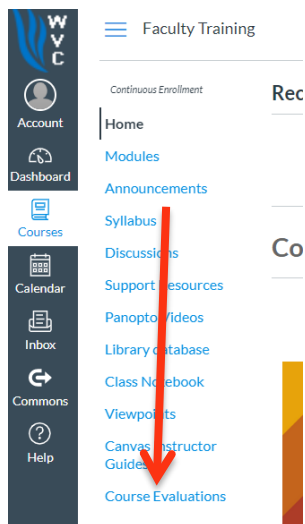 W
V
C
Account
Dashboard
Courses
Calendar
Inbox
Commons
Help
Faculty Training
Continuous Enrollment
Home
Modules
Announcements
Syllabus
Discussions
Support Resources
Panopto Videos
Library database
Class Notebook
Viewpoints
Canvas Instructor
Guides
Course Evaluations
Rec
Co